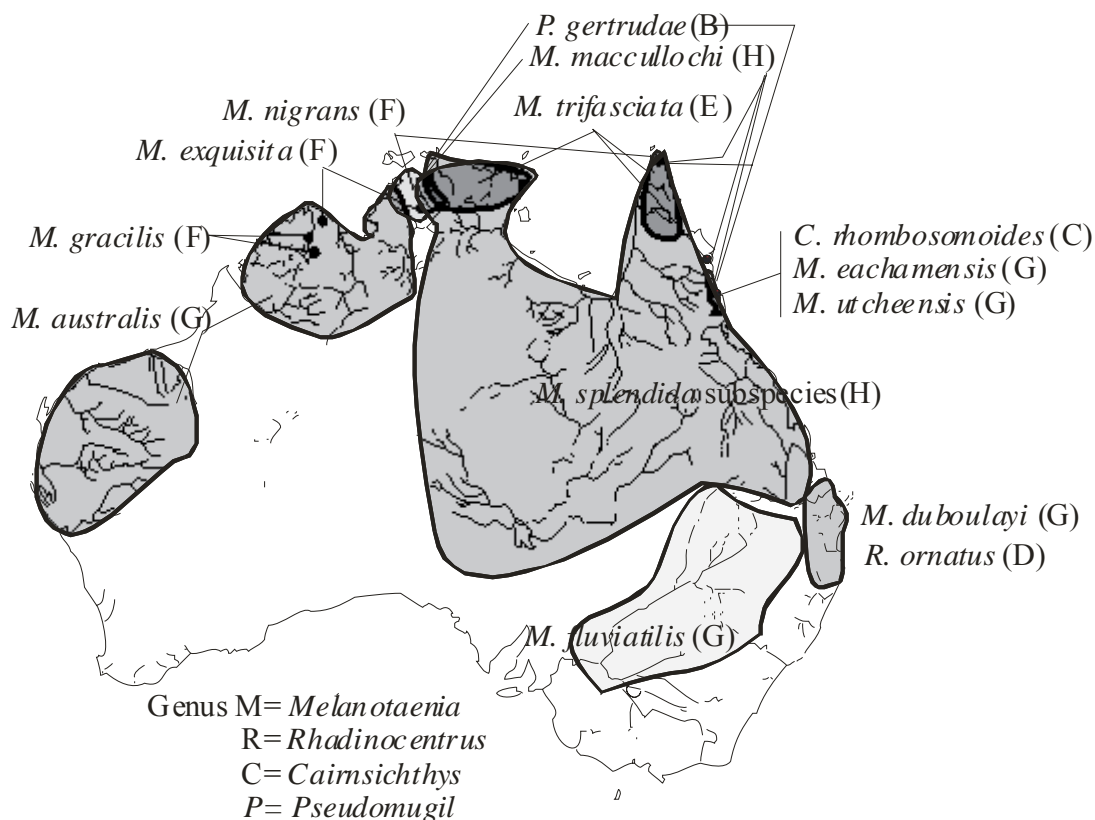 P. gertrudae (B)
M. maccullochi (H)
M. trifasciata (E)
M. nigrans (F)
M. exquisita (F)
M. gracilis (F)
M. australis (G)
C. rhombosomoides (C)
M. eachamensis (G)
M. utcheensis (G)
M. splendida subspecies (H)
M. duboulayi (G)
R. ornatus (D)
M. fluviatilis (G)
Genus M= Melanotaenia
R= Rhadinocentrus
C= Cairnsichthys
P= Pseudomugil